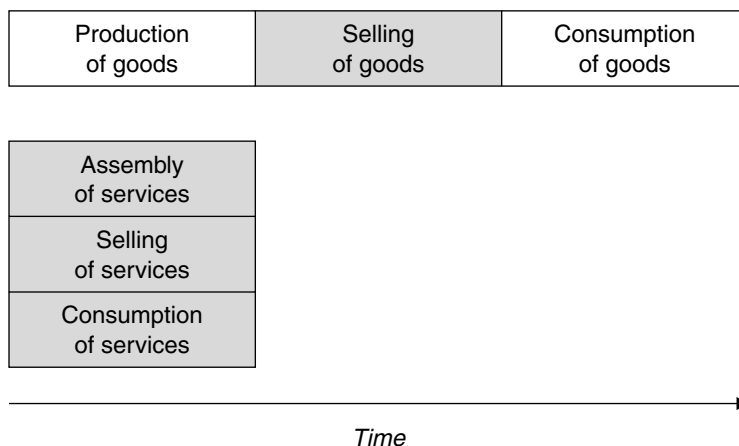 Production
of goods
Selling
of goods
Consumption
of goods
Assembly
of services
Selling
of services
Consumption
of services
Time